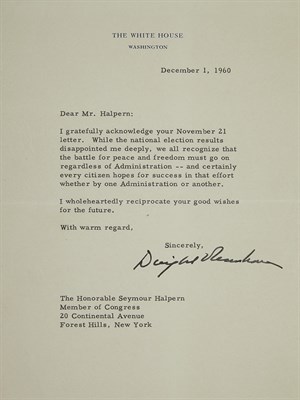 THE WHITE HOUSE
WASHINGTON
December 1, 1960
Dear Mr. Halpern:
I gratefully acknowledge your November 21
letter. While the national election results
disappointed me deeply, we all recognize that
the battle for peace and freedom must go on
regardless of Administration -- and certainly
every citizen hopes for success in that effort
whether by one Administration or another.
I wholeheartedly reciprocate your good wishes
for the future.
With warm regard,
Sincerely,
Dwight Eisenhower
The Honorable Seymour Halpern
Member of Congress
20 Continental Avenue
Forest Hills, New York